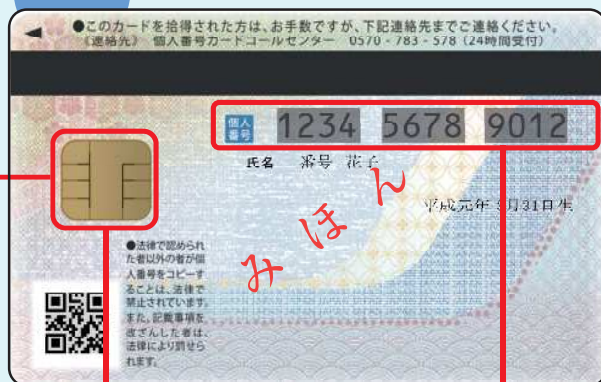 ●このカードを拾得された方は、お手数ですが、下記連絡先までご連絡ください。
《連絡先》 個人番号カードコールセンター 0570-783-578(24時間受付)
個人番号 1234 5678 9012
氏名 番号 花子
平成元年 3月31日生
みほん
●法律で認められ
た者以外の者が個
人番号をコピーす
ることは、法律で
禁止されています。
また、記載事項を
改ざんした者は、
法律により罰せら
れます。